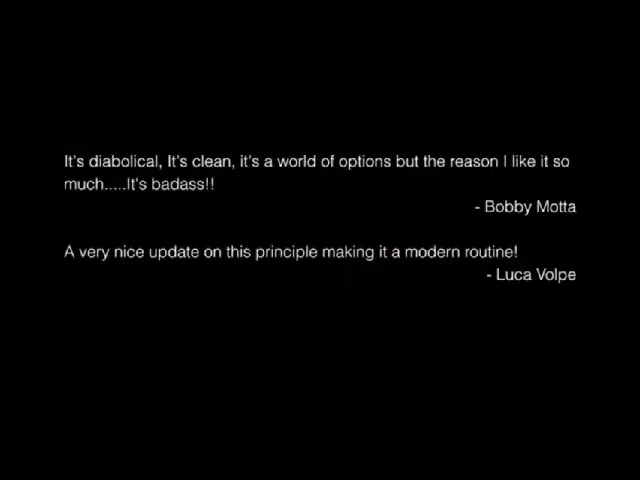 It's diabolical, It's clean, it's a world of options but the reason I like it so
much.....It's badass!!
- Bobby Motta
A very nice update on this principle making it a modern routine!
- Luca Volpe